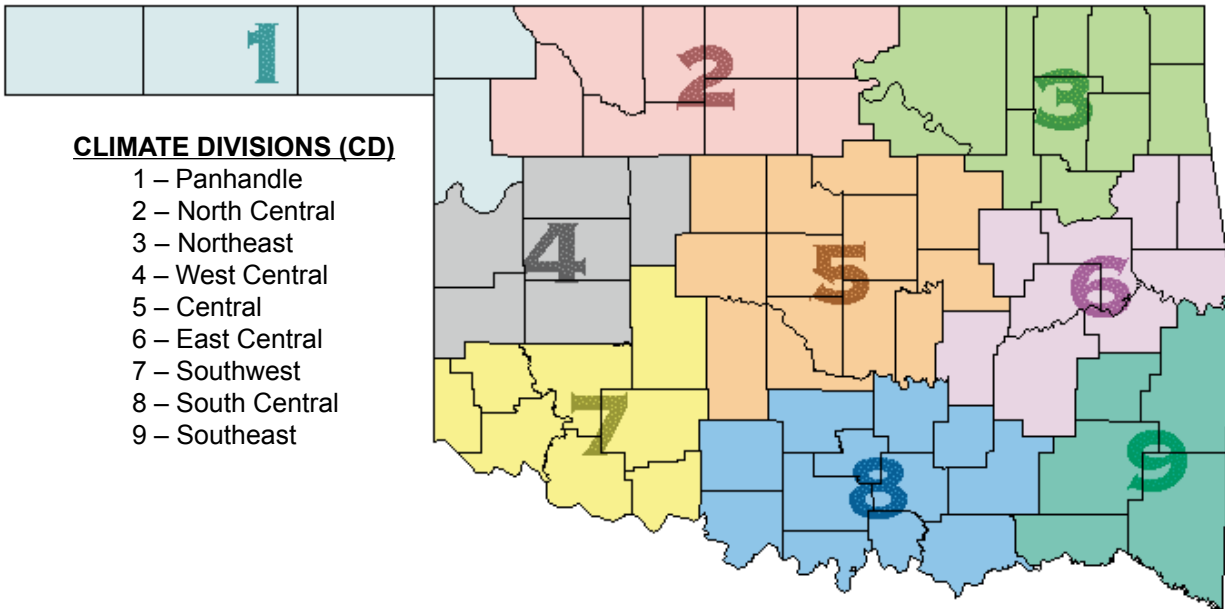 1
2
3
CLIMATE DIVISIONS (CD)
1 – Panhandle
2 – North Central
3 – Northeast
4 – West Central
5 – Central
6 – East Central
7 – Southwest
8 – South Central
9 – Southeast
4
5
6
7
8
9